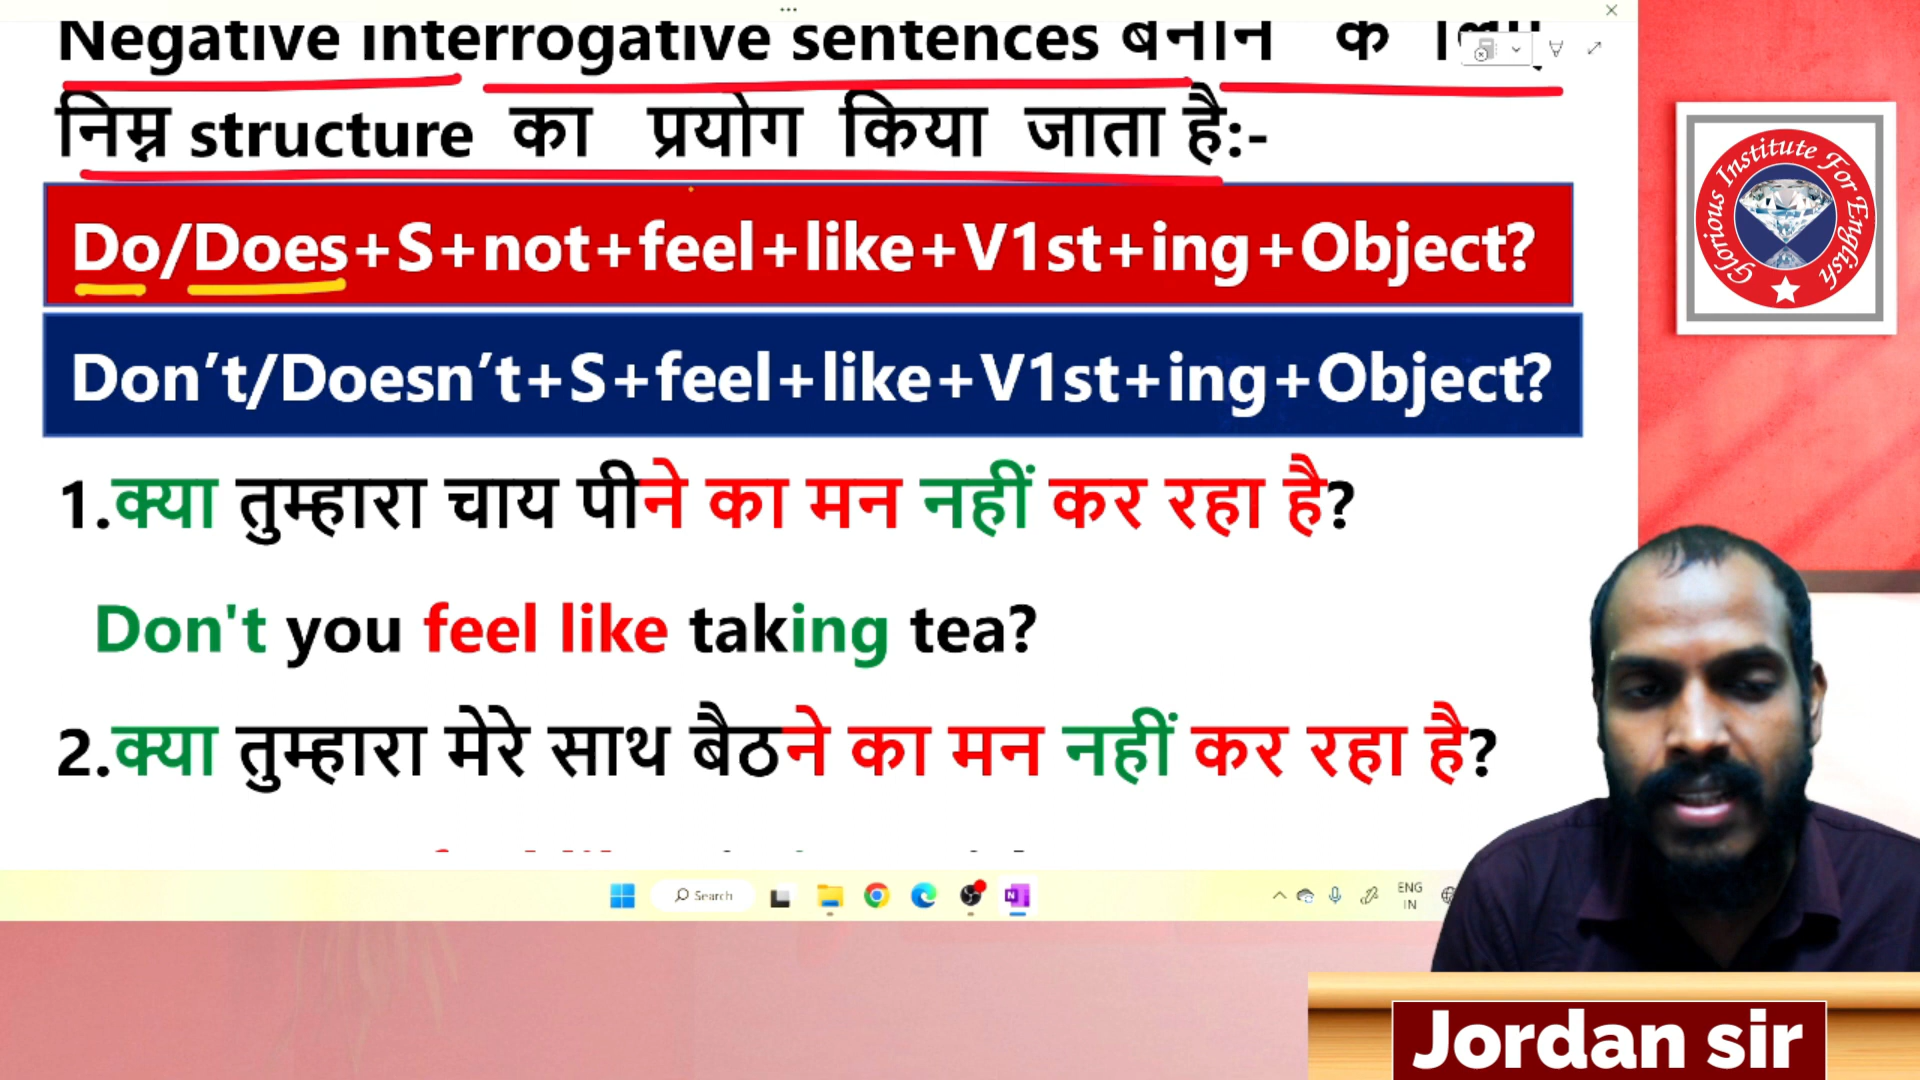 Negative Interrogative sentences बनाने के लिए
निम्न structure का प्रयोग किया जाता है:-
Do/Does+S+not+feel+like+V1st+ing+Object?
Don’t/Doesn’t+S+feel+like+V1st+ing+Object?
1.क्या तुम्हारा चाय पीने का मन नहीं कर रहा है?
Don't you feel like taking tea?
2.क्या तुम्हारा मेरे साथ बैठने का मन नहीं कर रहा है?
Search
ENG
IN
Glorious Institute For English
Jordan sir